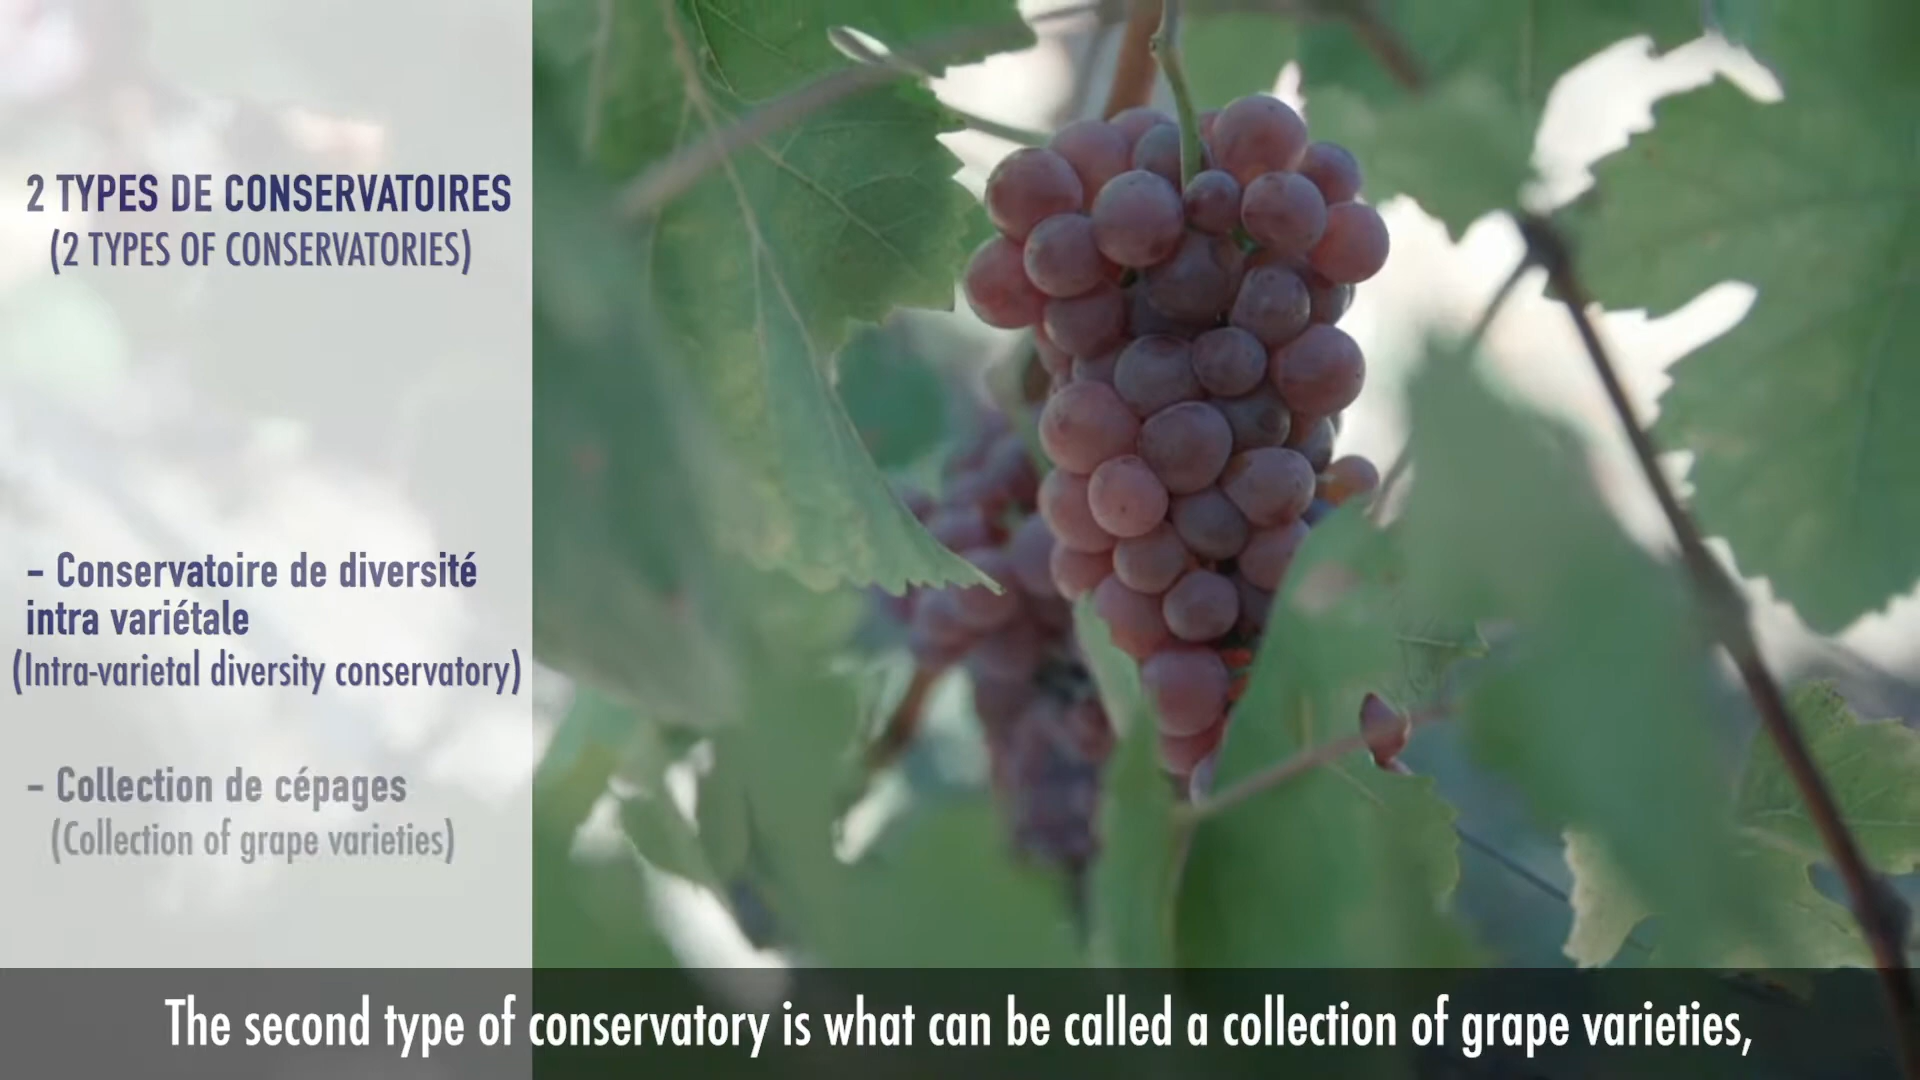 2 TYPES DE CONSERVATOIRES
(2 TYPES OF CONSERVATORIES)
– Conservatoire de diversité
intra variétale
(Intra-varietal diversity conservatory)
– Collection de cépages
(Collection of grape varieties)
The second type of conservatory is what can be called a collection of grape varieties,